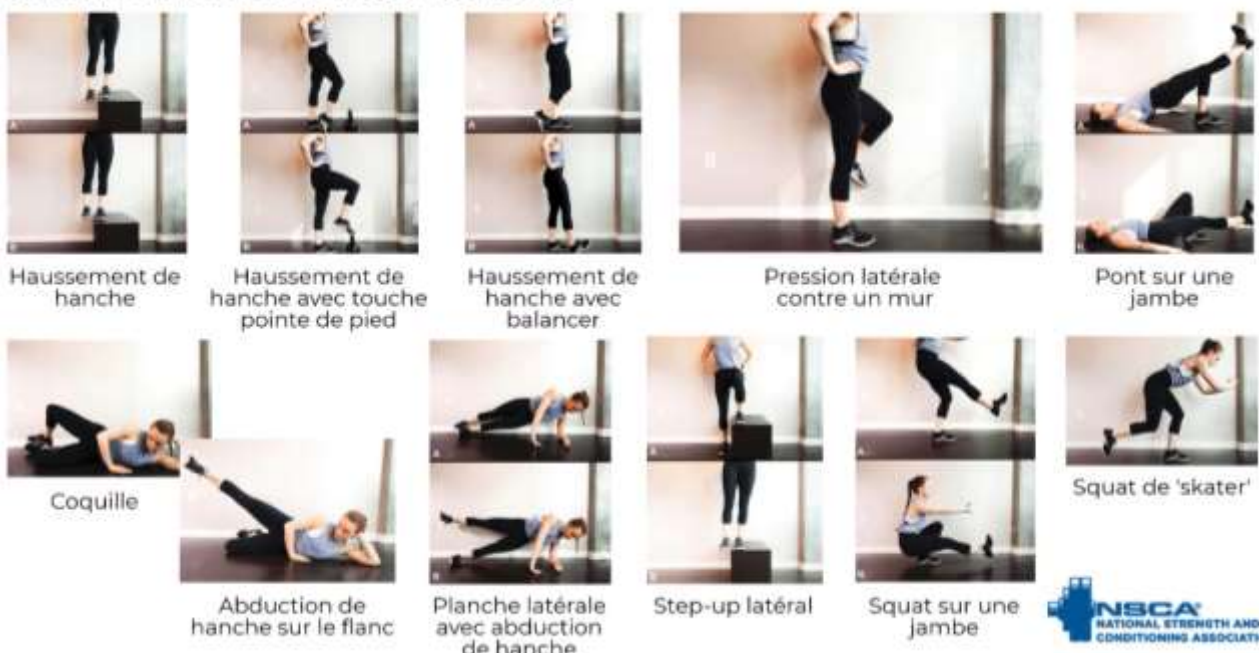 Haussement de
hanche
Haussement de
hanche avec touche
pointe de pied
Haussement de
hanche avec
balancer
Pression latérale
contre un mur
Pont sur une
jambe
Coquille
Abduction de
hanche sur le flanc
Planche latérale
avec abduction
de hanche
Step-up latéral
Squat sur une
jambe
Squat de 'skater'
NSCA®
NATIONAL STRENGTH AND
CONDITIONING ASSOCIATI